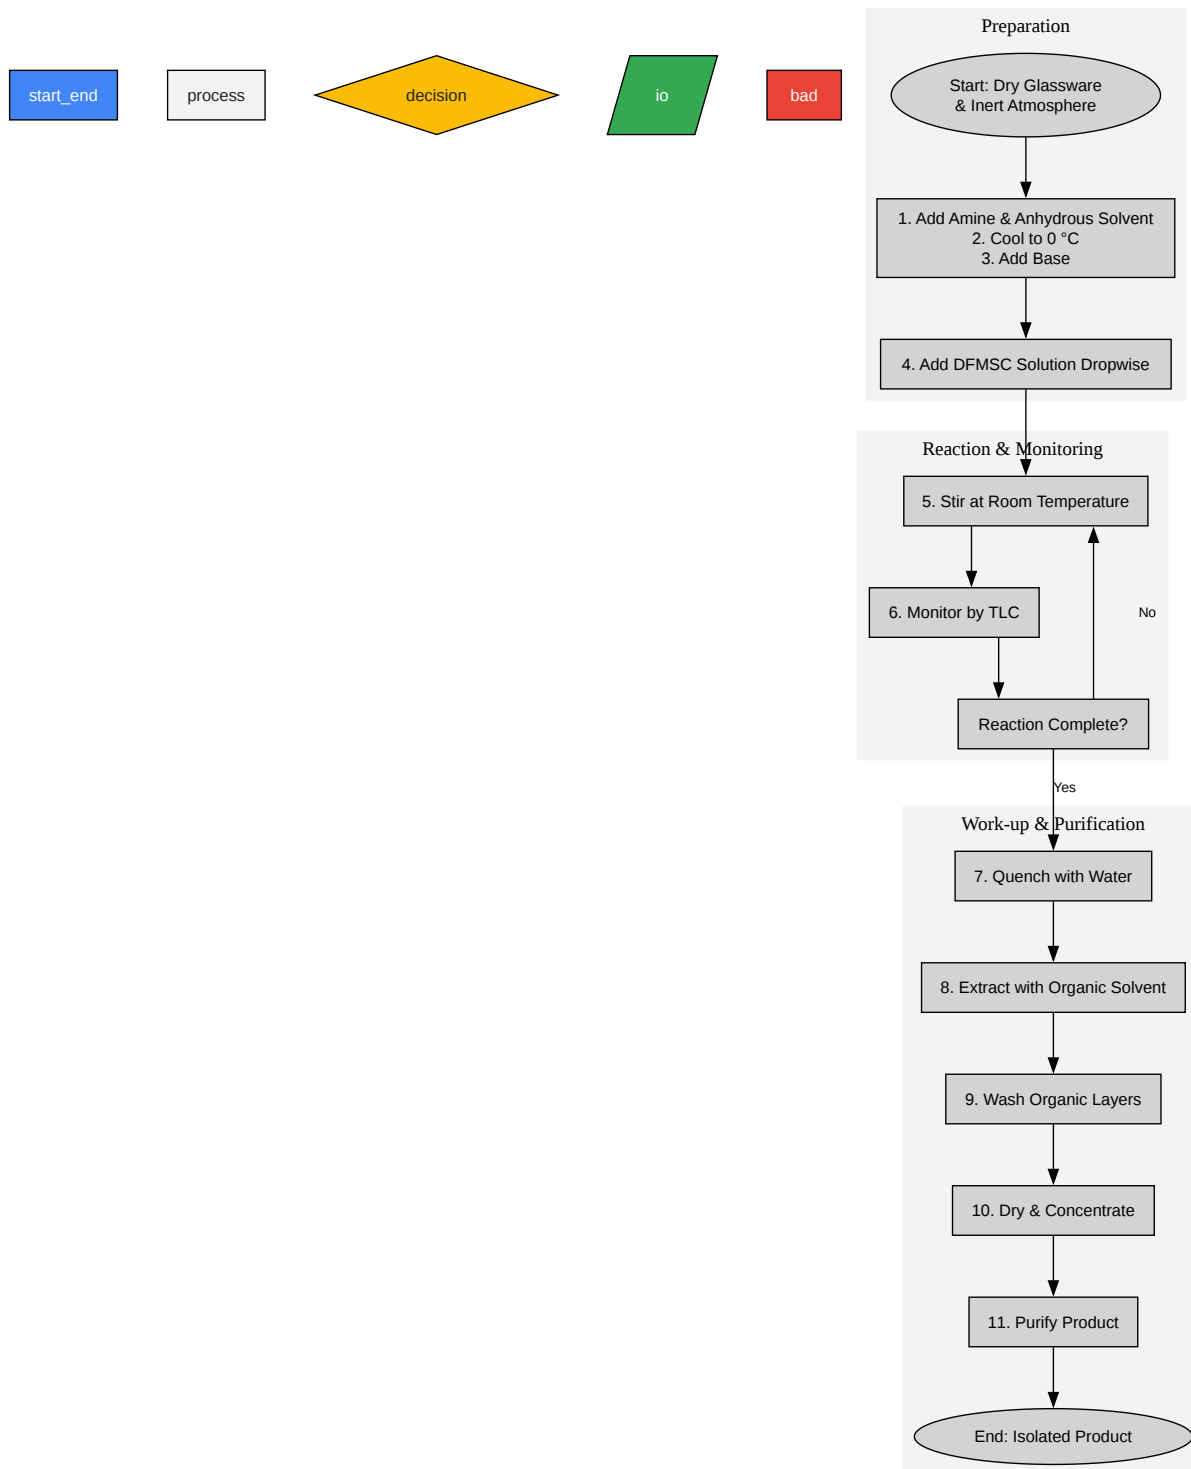 start_end
process
decision
io
bad
Preparation
Start: Dry Glassware
& Inert Atmosphere
1. Add Amine & Anhydrous Solvent
2. Cool to 0 °C
3. Add Base
4. Add DFMSC Solution Dropwise
Reaction & Monitoring
5. Stir at Room Temperature
6. Monitor by TLC
No
Reaction Complete?
Yes
Work-up & Purification
7. Quench with Water
8. Extract with Organic Solvent
9. Wash Organic Layers
10. Dry & Concentrate
11. Purify Product
End: Isolated Product